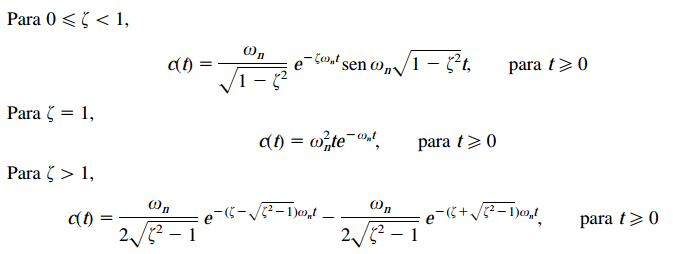 Para 0 ⩽ ζ < 1,
c(t) = ωₙ / √(1 − ζ²) e^(−ζωₙt) sen ωₙ√(1 − ζ²)t, para t ⩾ 0
Para ζ = 1,
c(t) = ωₙ²te^(−ωₙt), para t ⩾ 0
Para ζ > 1,
c(t) = ωₙ / 2√(ζ² − 1) e^(−(ζ − √(ζ² − 1))ωₙt) − ωₙ / 2√(ζ² − 1) e^(−(ζ + √(ζ² − 1))ωₙt), para t ⩾ 0